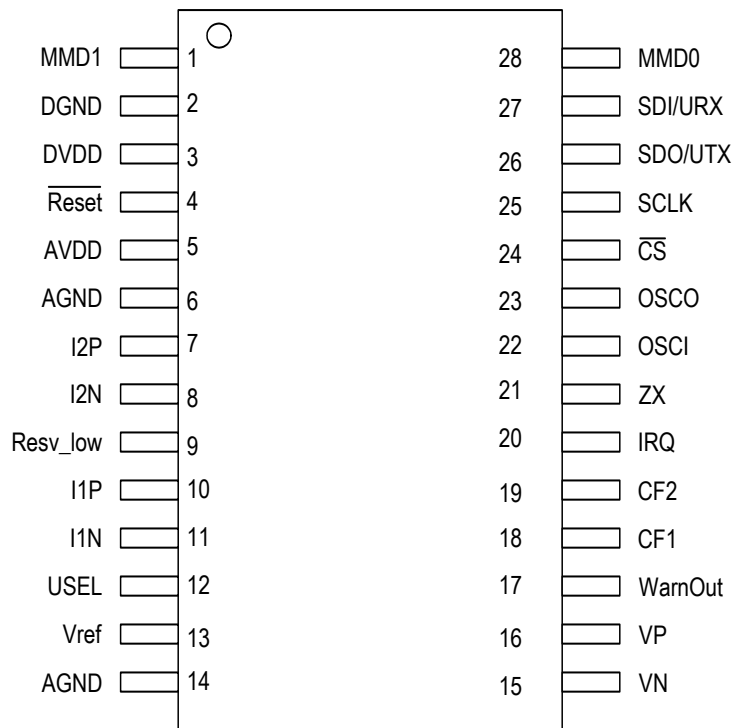 MMD1 1 28 MMD0
DGND 2 27 SDI/URX
DVDD 3 26 SDO/UTX
Reset 4 25 SCLK
AVDD 5 24 CS
AGND 6 23 OSCO
I2P 7 22 OSCI
I2N 8 21 ZX
Resv_low 9 20 IRQ
I1P 10 19 CF2
I1N 11 18 CF1
USEL 12 17 WarnOut
Vref 13 16 VP
AGND 14 15 VN